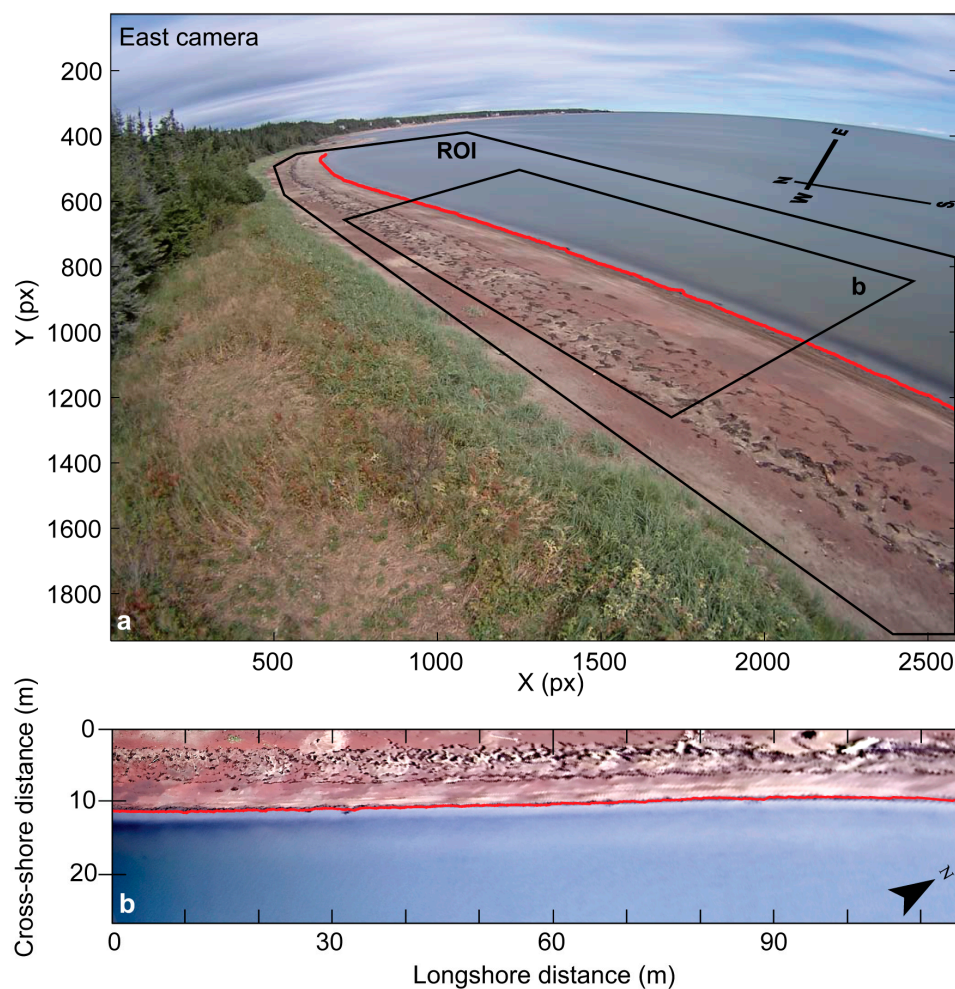 East camera
ROI
E
N
W
S
b
200
400
600
800
1000
1200
1400
1600
1800
Y (px)
a
500
1000
1500
2000
2500
X (px)
Cross-shore distance (m)
0
10
20
b
N
0
30
60
90
Longshore distance (m)